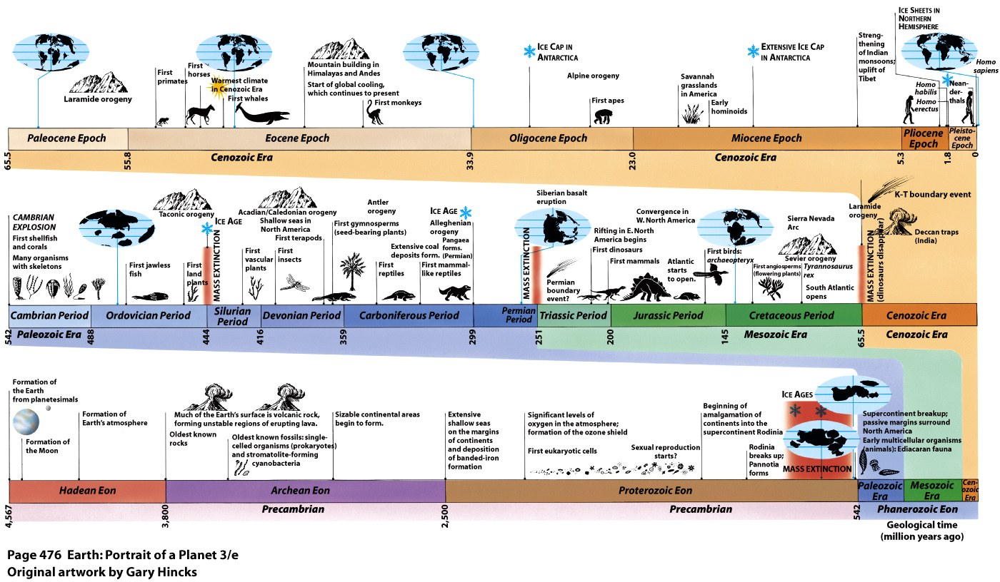 ICE SHEETS IN
NORTHERN
HEMISPHERE
Streng-
thening
of Indian
monsoons;
uplift of
Tibet
ICE CAP IN
ANTARCTICA
EXTENSIVE ICE CAP
IN ANTARCTICA
Homo
sapiens
Mountain building in
Himalayas and Andes
Start of global cooling,
which continues to present
First
primates
First
horses
Warmest climate
in Cenozoic Era
First whales
First monkeys
Laramide orogeny
Alpine orogeny
First apes
Savannah
grasslands
in America
Early
hominoids
Homo
habilis
Homo
erectus
Nean-
der-
thals
Paleocene Epoch
Eocene Epoch
Oligocene Epoch
Miocene Epoch
Pliocene
Epoch
Pleisto-
cene
Epoch
65.5
55.8
Cenozoic Era
33.9
23.0
Cenozoic Era
5.3
1.8
0
CAMBRIAN
EXPLOSION
First shellfish
and corals
Many organisms
with skeletons
Taconic orogeny
First jawless
fish
First
land
plants
ICE AGE
MASS EXTINCTION
Acadian/Caledonian orogeny
Shallow seas in
North America
First terapods
First
vascular
plants
First
insects
First gymnosperms
(seed-bearing plants)
Antler
orogeny
Extensive coal
deposits form.
First
reptiles
First mammal-
like reptiles
ICE AGE
Alleghenian
orogeny
Pangaea
forms.
(Permian)
MASS EXTINCTION
Siberian basalt
eruption
Permian
boundary
event?
Rifting in E. North
America begins
First dinosaurs
First mammals
Convergence in
W. North America
Atlantic
starts
to open.
First birds:
archaeopteryx
Sierra Nevada
Arc
Sevier orogeny
First angiosperms
(flowering plants)
Tyrannosaurus
rex
South Atlantic
opens
Laramide
orogeny
MASS EXTINCTION
(dinosaurs disappear)
K-T boundary event
Deccan traps
(India)
Cambrian Period
Ordovician Period
Silurian
Period
Devonian Period
Carboniferous Period
Permian
Period
Triassic Period
Jurassic Period
Cretaceous Period
Cenozoic Era
542
Paleozoic Era
488
444
416
359
299
251
200
145
Mesozoic Era
65.5
Cenozoic Era
Formation of
the Earth
from planetesimals
Formation of
the Moon
Formation of
Earth's atmosphere
Much of the Earth's surface is volcanic rock,
forming unstable regions of erupting lava.
Oldest known
rocks
Oldest known fossils: single-
celled organisms (prokaryotes)
and stromatolite-forming
cyanobacteria
Sizable continental areas
begin to form.
Extensive
shallow seas
on the margins
of continents
and deposition
of banded-iron
formation
Significant levels of
oxygen in the atmosphere;
formation of the ozone shield
First eukaryotic cells
Sexual reproduction
starts?
Beginning of
amalgamation of
continents into the
supercontinent Rodinia
Rodinia
breaks up;
Pannotia
forms
ICE AGES
MASS EXTINCTION
Supercontinent breakup;
passive margins surround
North America
Early multicellular organisms
(animals): Ediacaran fauna
Hadean Eon
Archean Eon
Proterozoic Eon
Paleozoic
Era
Mesozoic
Era
Cen-
ozoic
Era
4,567
3,800
Precambrian
2,500
Precambrian
542
Phanerozoic Eon
Geological time
(million years ago)
Page 476 Earth: Portrait of a Planet 3/e
Original artwork by Gary Hincks